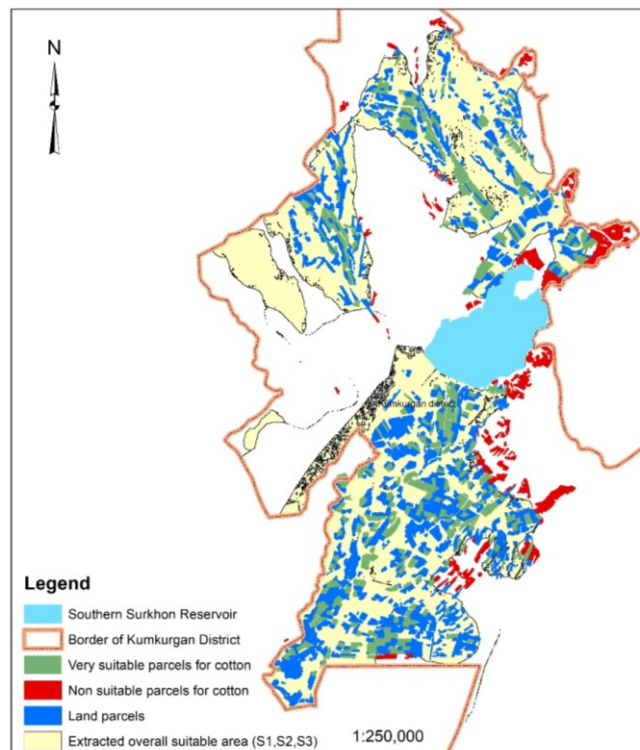 N
Kumkurgan district
Legend
Southern Surkhon Reservoir
Border of Kumkurgan District
Very suitable parcels for cotton
Non suitable parcels for cotton
Land parcels
Extracted overall suitable area (S1,S2,S3)
1:250,000